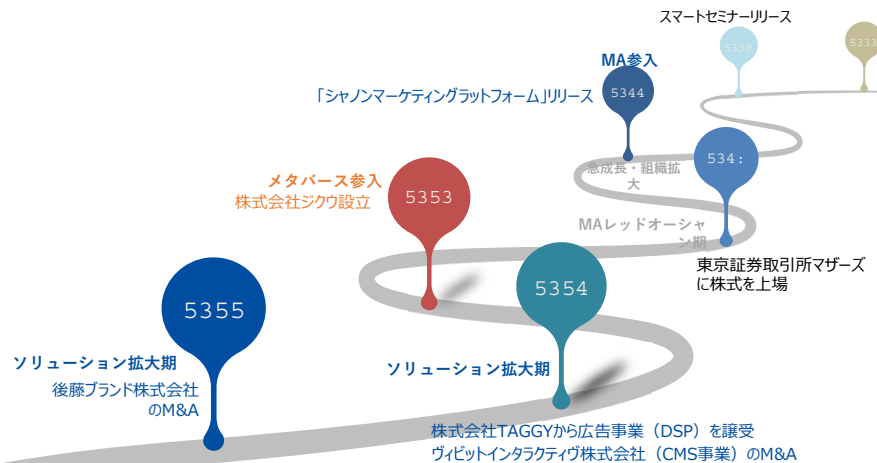 スマートセミナーリリース
5339
5333
MA参入
「シャノンマーケティングラットフォーム」リリース
5344
534:
急成長・組織拡
大
メタバース参入
株式会社ジクウ設立
5353
MAレッドオーシャ
ン期
東京証券取引所マザーズ
に株式を上場
5355
5354
ソリューション拡大期
後藤ブランド株式会社
のM&A
ソリューション拡大期
株式会社TAGGYから広告事業（DSP）を譲受
ヴィビットインタラクティヴ株式会社（CMS事業）のM&A